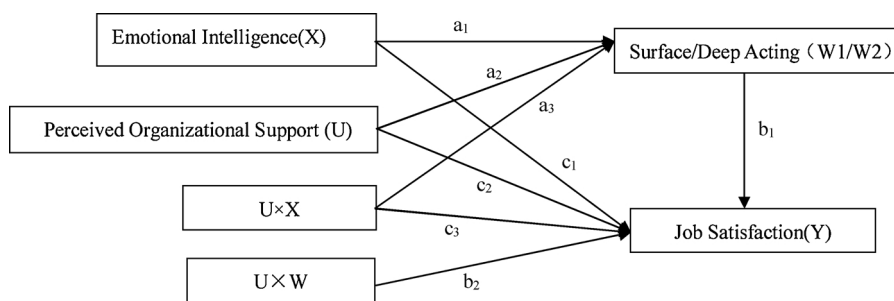 Emotional Intelligence(X)
a1
Surface/Deep Acting（W1/W2）
a2
a3
Perceived Organizational Support (U)
b1
c1
c2
U×X
c3
Job Satisfaction(Y)
U×W
b2